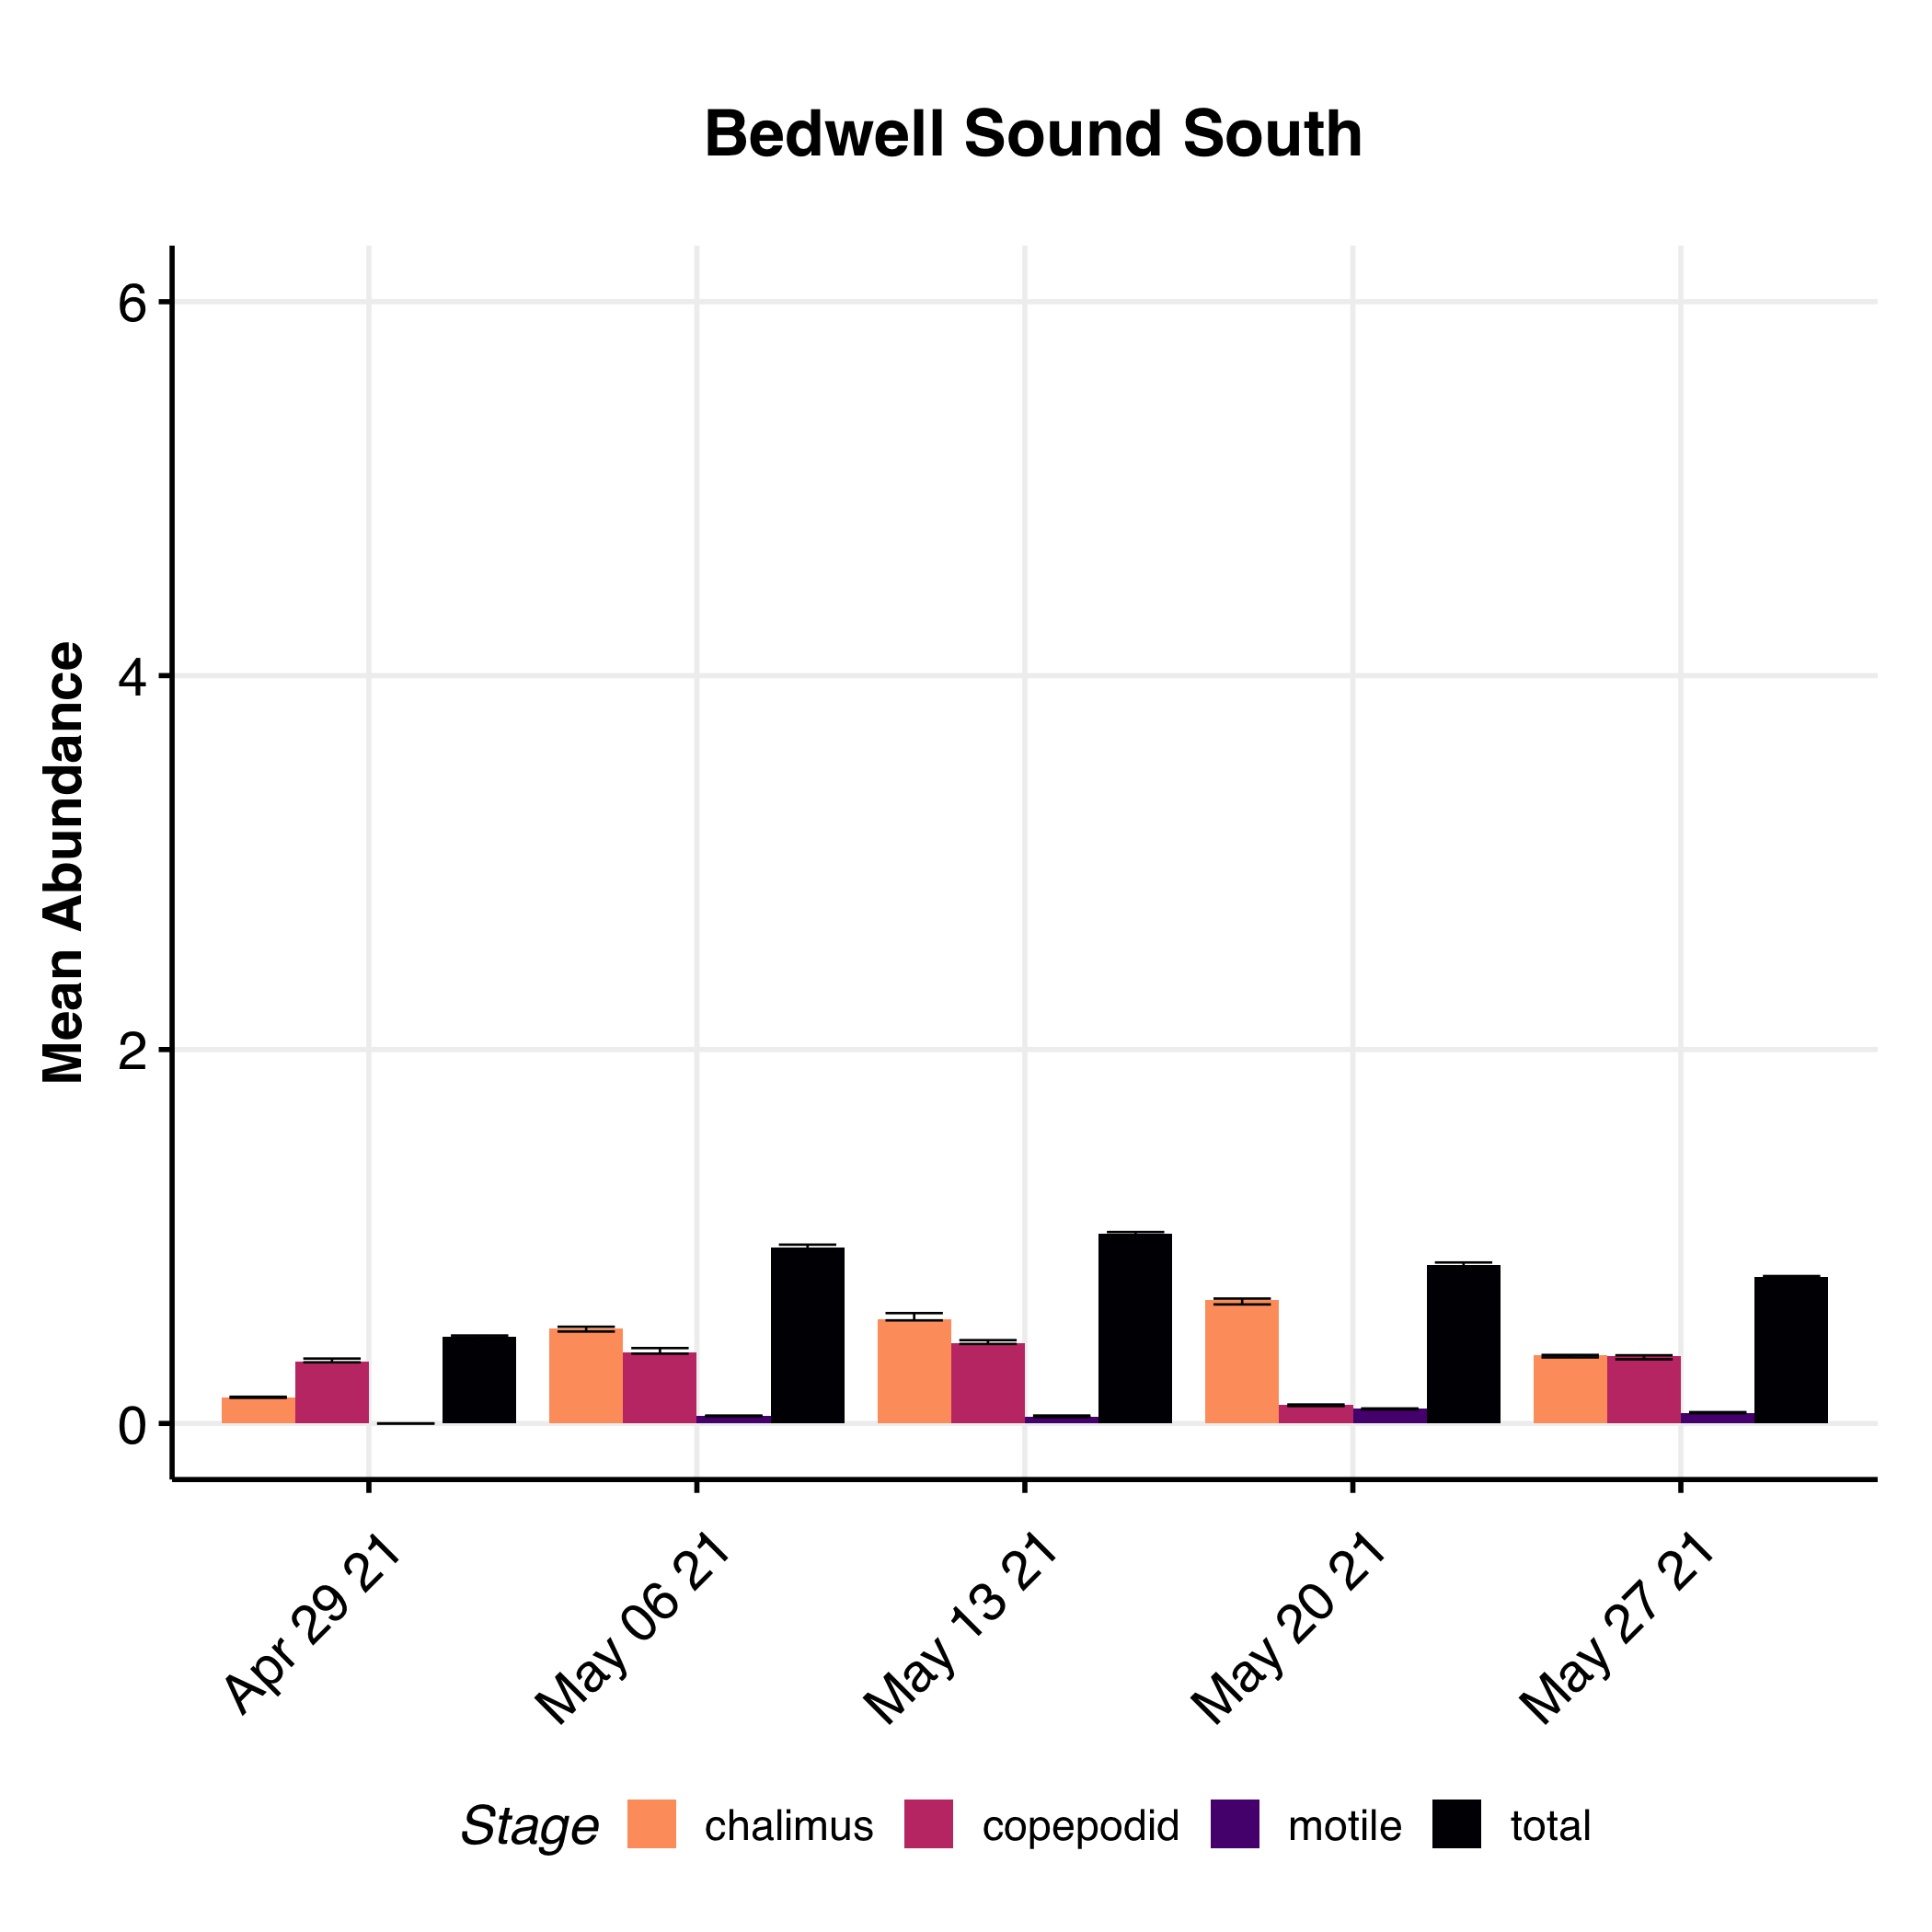 Bedwell Sound South
Mean Abundance
6
4
2
0
Apr 29 21
May 06 21
May 13 21
May 20 21
May 27 21
Stage chalimus copepodid motile total